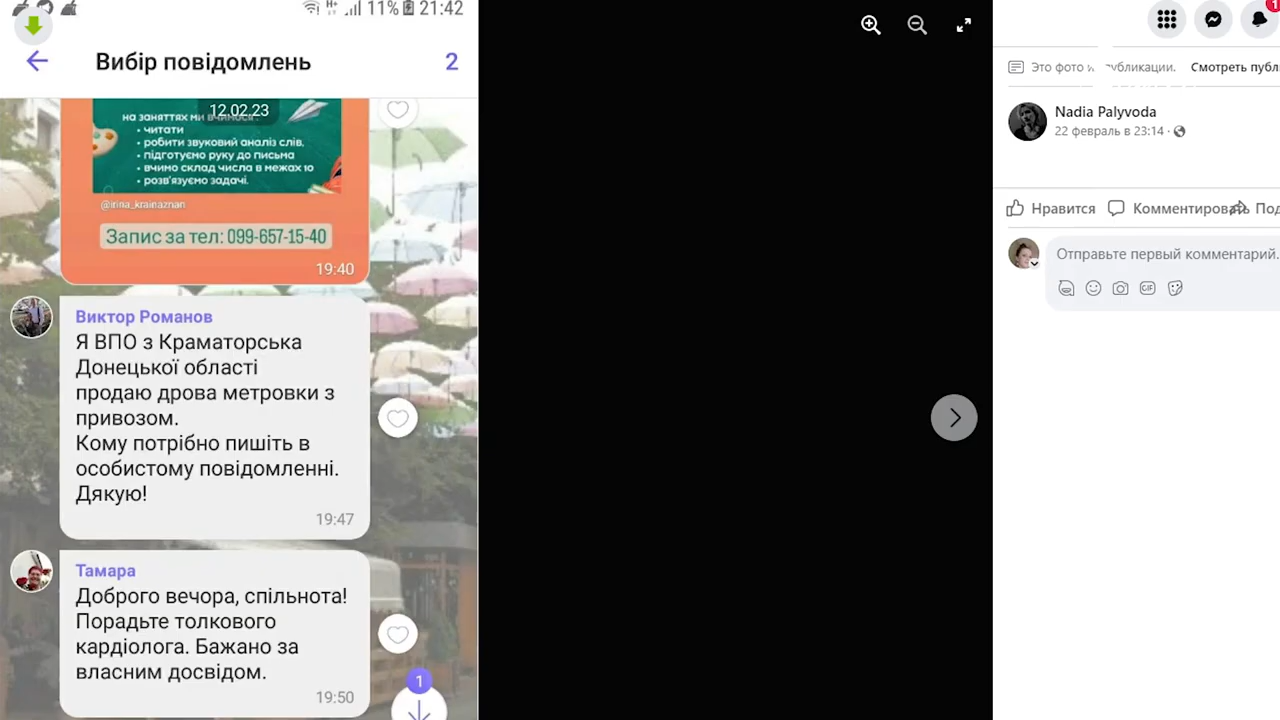 11% 21:42
Вибір повідомлень
2
12.02.23
на заняттях ми вчимося:
• читати
• робити звуковий аналіз слів.
• підготуємо руку до письма
• вчимо склад числа в межах 10
• розв'язуємо задачі.
@irina_krainaznan
Запис за тел: 099-657-15-40
19:40
Виктор Романов
Я ВПО з Краматорська
Донецької області
продаю дрова метровки з
привозом.
Кому потрібно пишіть в
особистому повідомленні.
Дякую!
19:47
Тамара
Доброго вечора, спільнота!
Порадьте толкового
кардіолога. Бажано за
власним досвідом.
19:50
1
1
Это фото и убликации. Смотреть публ
Nadia Palyvoda
22 февраль в 23:14 ·
Нравится Комментировать Под
Отправьте первый комментарий.
GIF